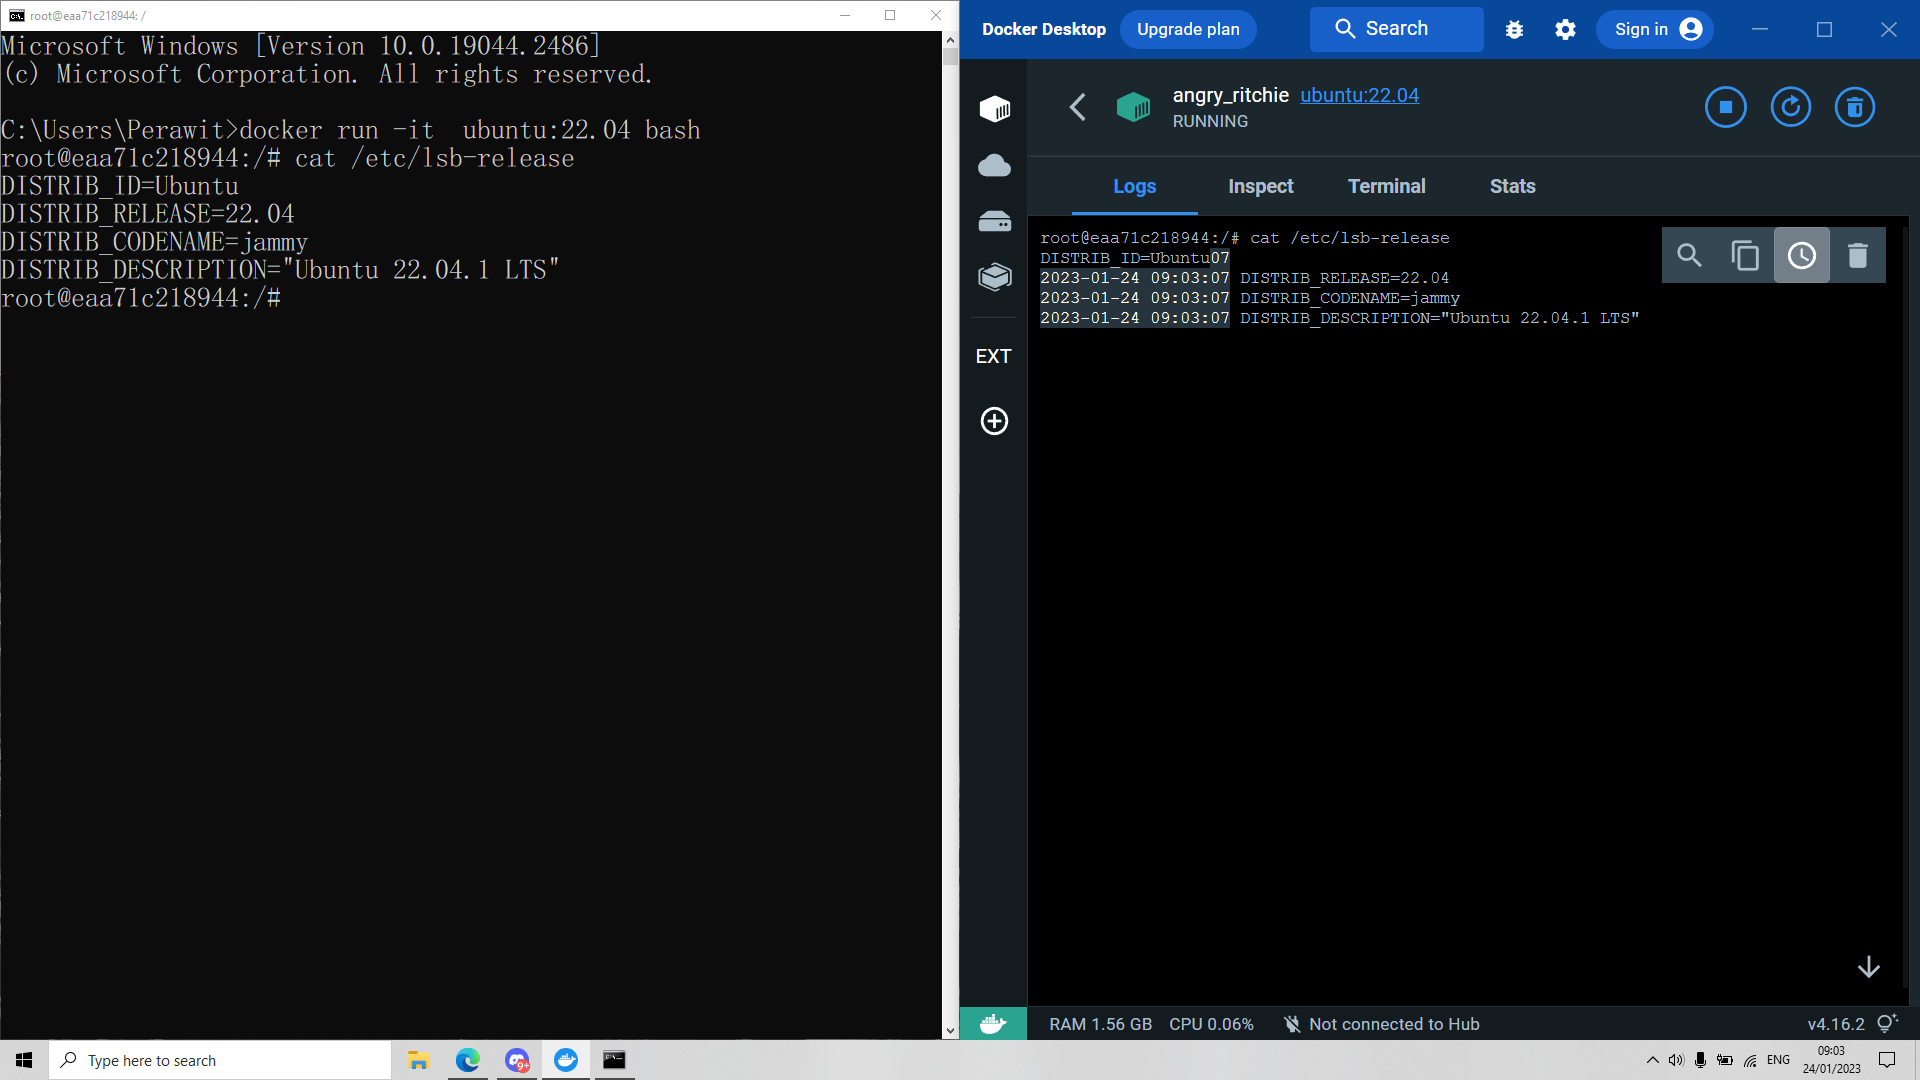 root@eaa71c218944: /
Microsoft Windows [Version 10.0.19044.2486]
(c) Microsoft Corporation. All rights reserved.
C:\Users\Perawit>docker run -it  ubuntu:22.04 bash
root@eaa71c218944:/# cat /etc/lsb-release
DISTRIB_ID=Ubuntu
DISTRIB_RELEASE=22.04
DISTRIB_CODENAME=jammy
DISTRIB_DESCRIPTION="Ubuntu 22.04.1 LTS"
root@eaa71c218944:/#
Docker Desktop
Upgrade plan
Search
Sign in
angry_ritchie ubuntu:22.04
RUNNING
Logs Inspect Terminal Stats
EXT
root@eaa71c218944:/# cat /etc/lsb-release
DISTRIB_ID=Ubuntu07
2023-01-24 09:03:07 DISTRIB_RELEASE=22.04
2023-01-24 09:03:07 DISTRIB_CODENAME=jammy
2023-01-24 09:03:07 DISTRIB_DESCRIPTION="Ubuntu 22.04.1 LTS"
RAM 1.56 GB CPU 0.06% Not connected to Hub v4.16.2
Type here to search
9+
ENG
09:03
24/01/2023